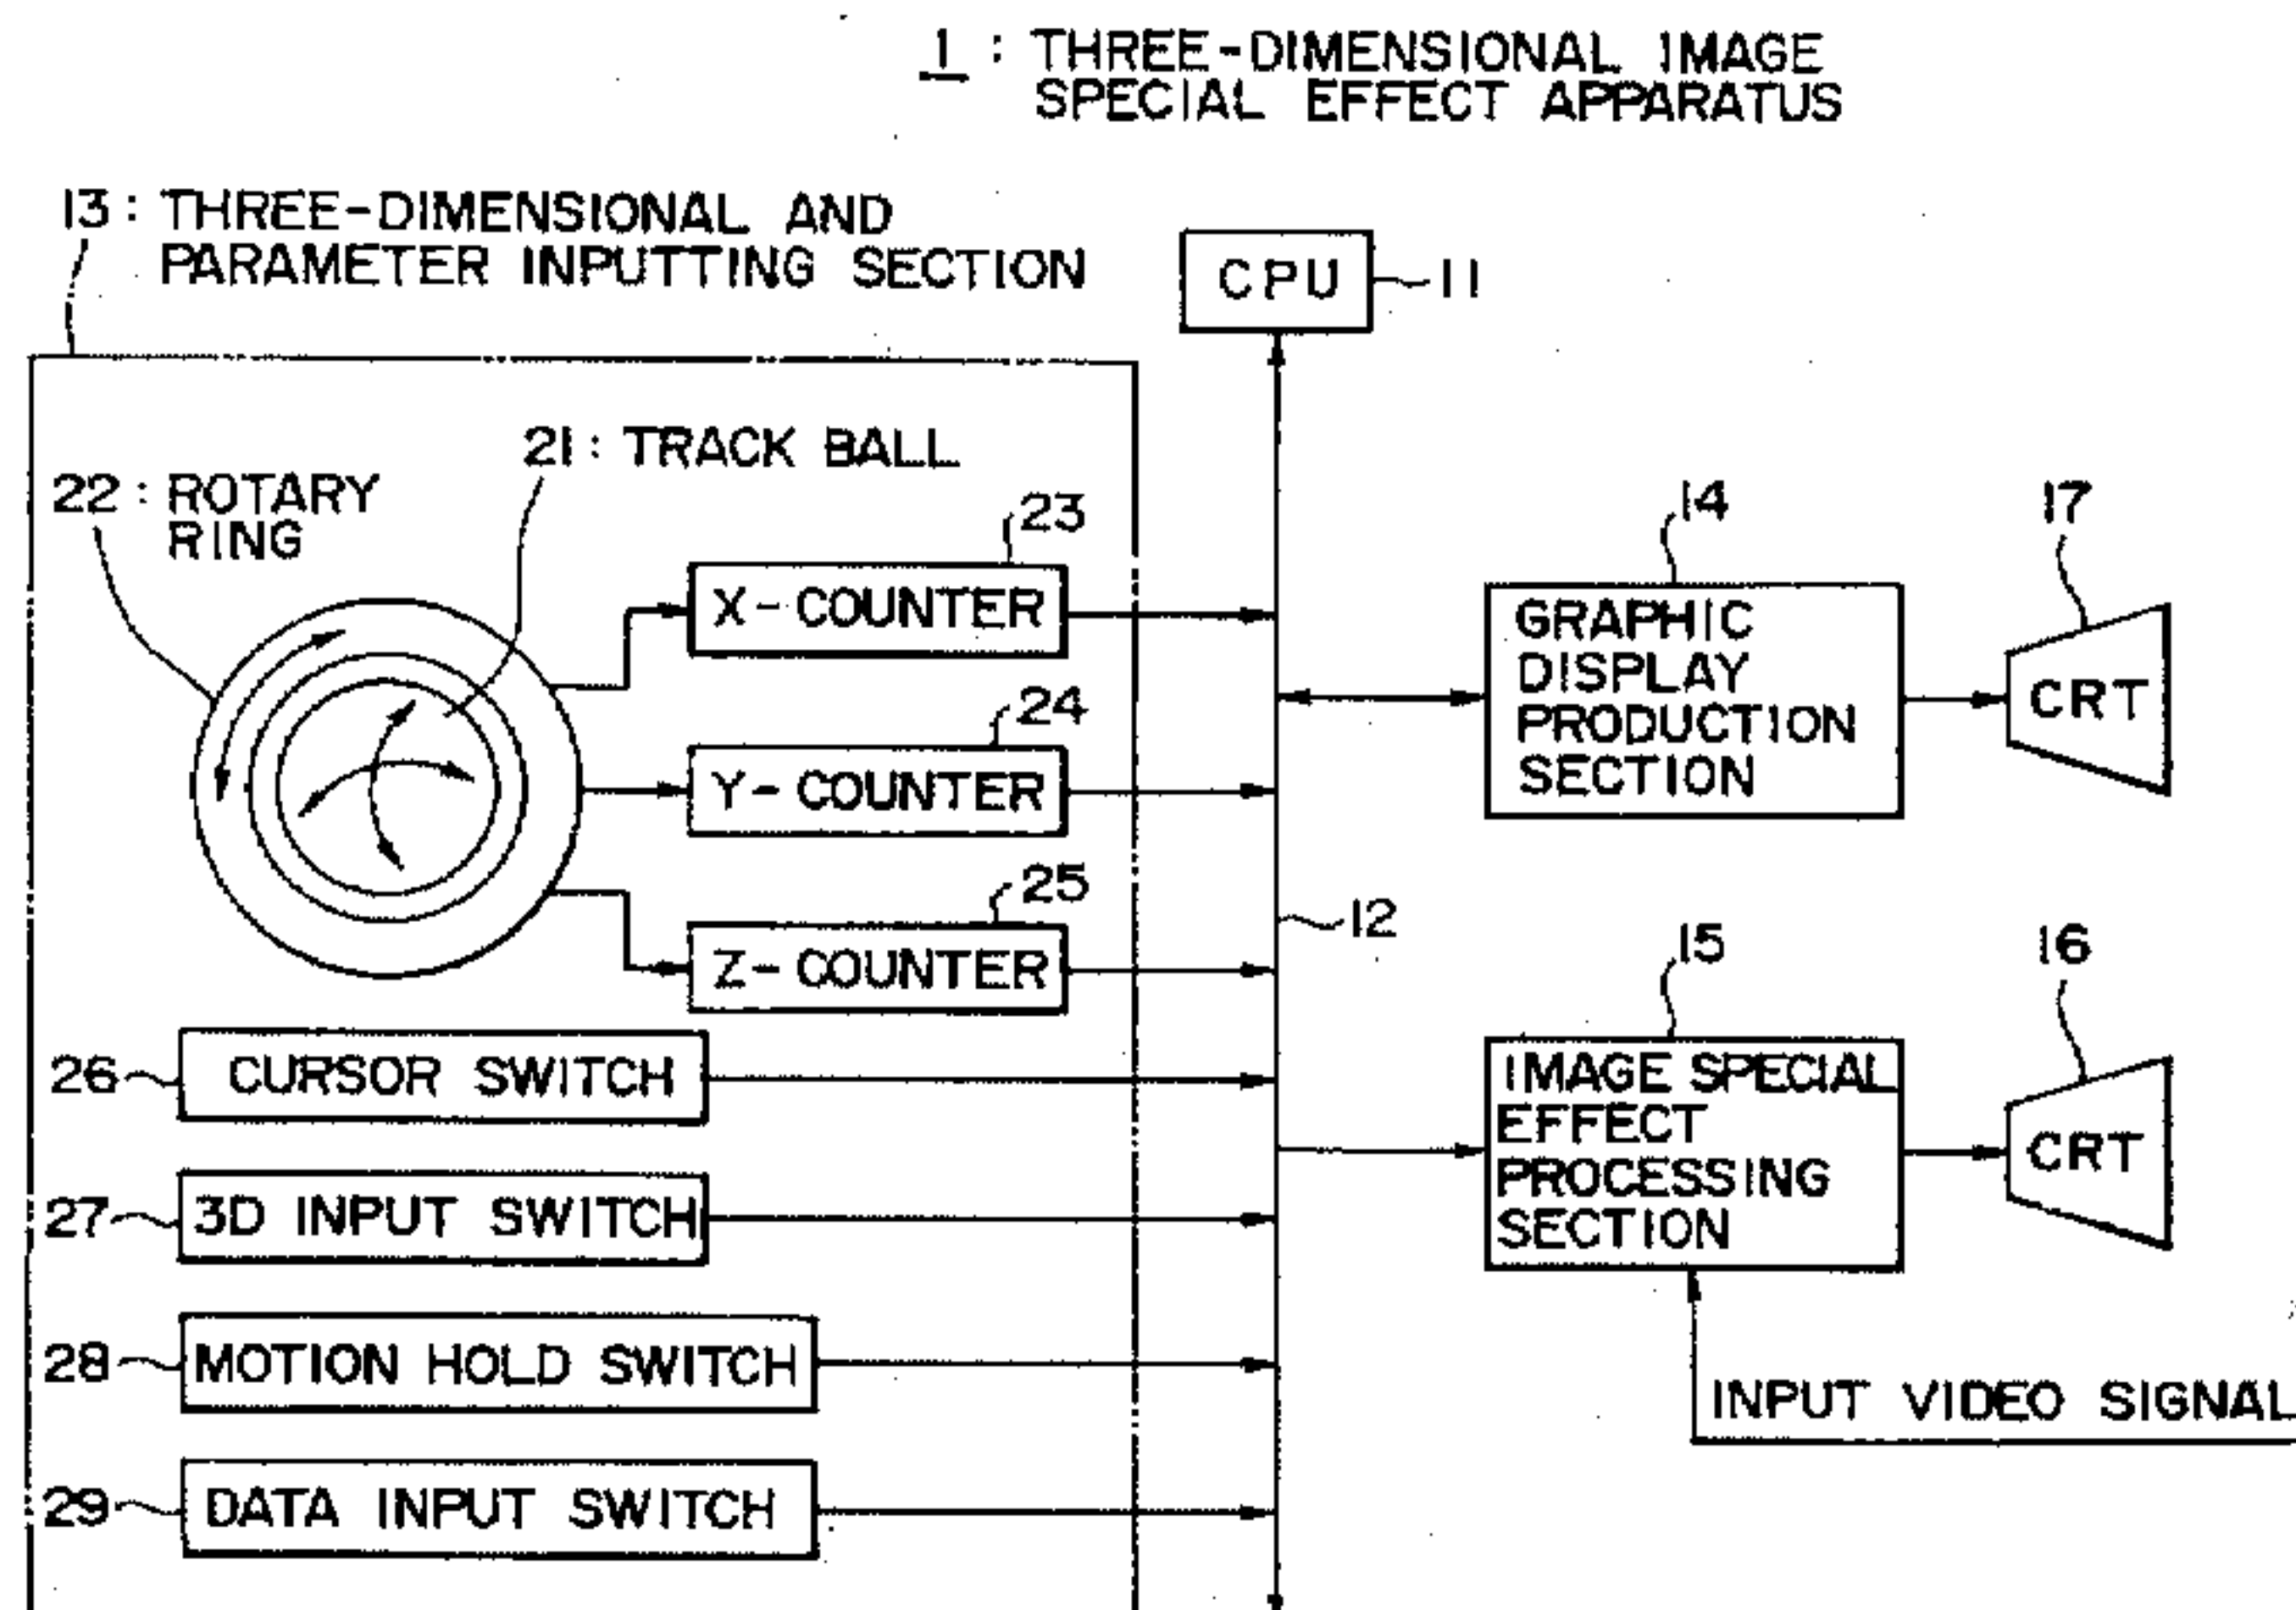 1 : THREE-DIMENSIONAL IMAGE
SPECIAL EFFECT APPARATUS
13 : THREE-DIMENSIONAL AND
PARAMETER INPUTTING SECTION
CPU
11
21 : TRACK BALL
22 : ROTARY
RING
23
X-COUNTER
24
Y-COUNTER
25
Z-COUNTER
12
14
GRAPHIC
DISPLAY
PRODUCTION
SECTION
17
CRT
15
IMAGE SPECIAL
EFFECT
PROCESSING
SECTION
16
CRT
INPUT VIDEO SIGNAL
26
CURSOR SWITCH
27
3D INPUT SWITCH
28
MOTION HOLD SWITCH
29
DATA INPUT SWITCH